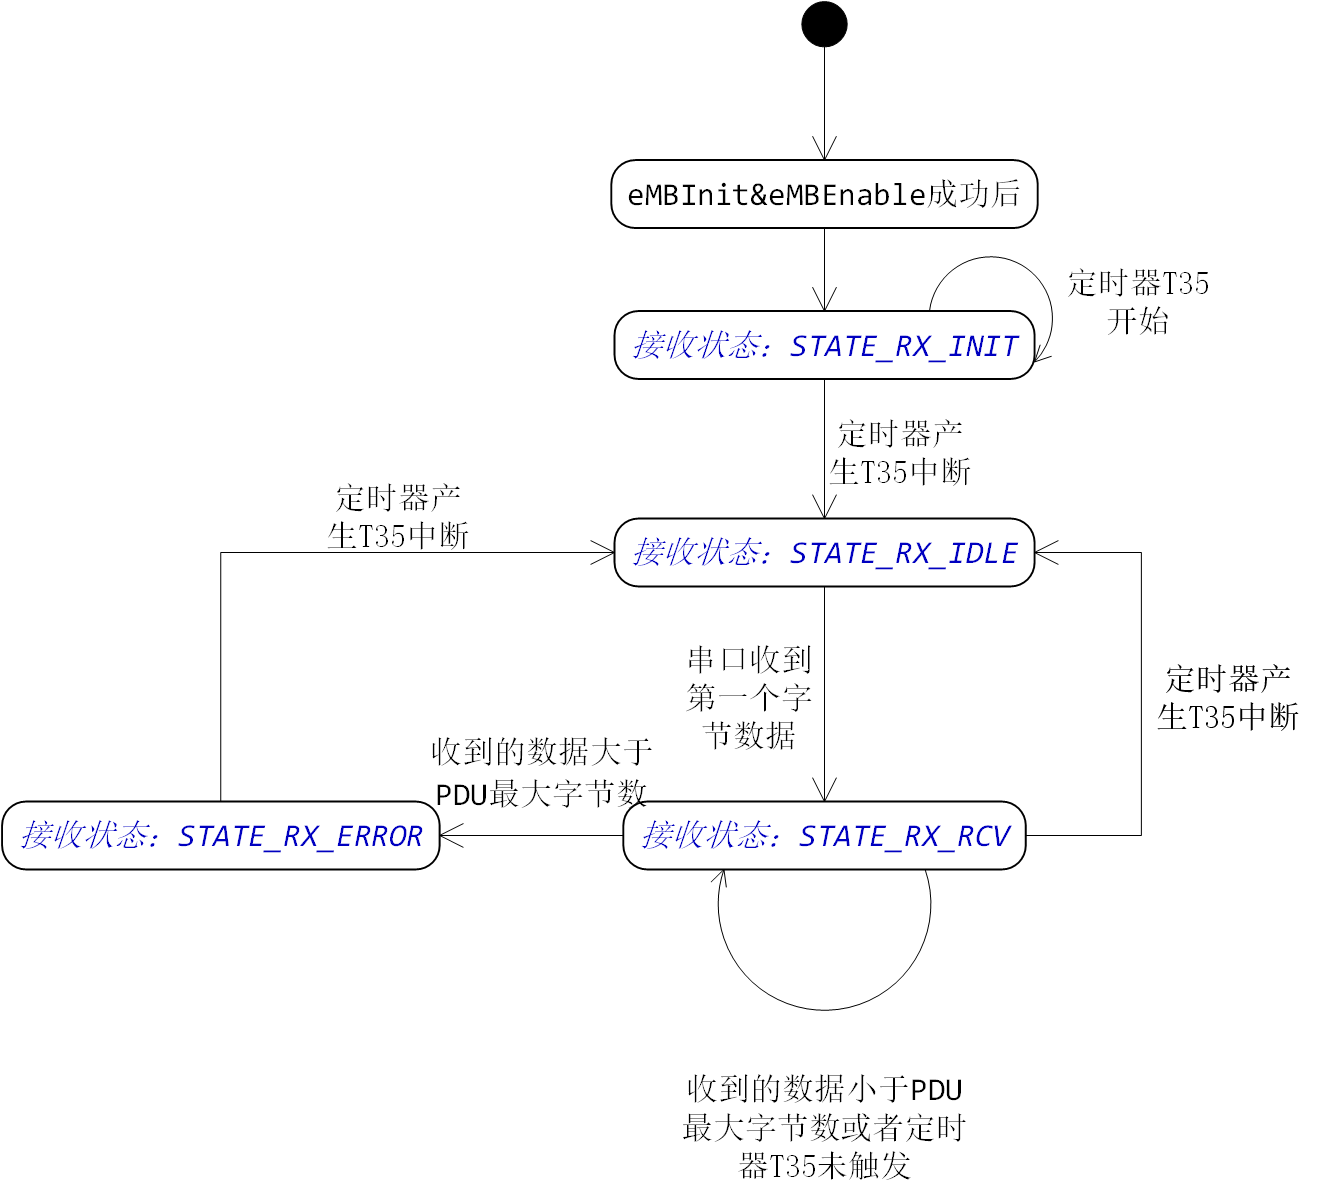 eMBInit&eMBEnable成功后
定时器T35
开始
接收状态：STATE_RX_INIT
定时器产
生T35中断
定时器产
生T35中断
接收状态：STATE_RX_IDLE
串口收到
第一个字
节数据
定时器产
生T35中断
收到的数据大于
PDU最大字节数
接收状态：STATE_RX_ERROR
接收状态：STATE_RX_RCV
收到的数据小于PDU
最大字节数或者定时
器T35未触发